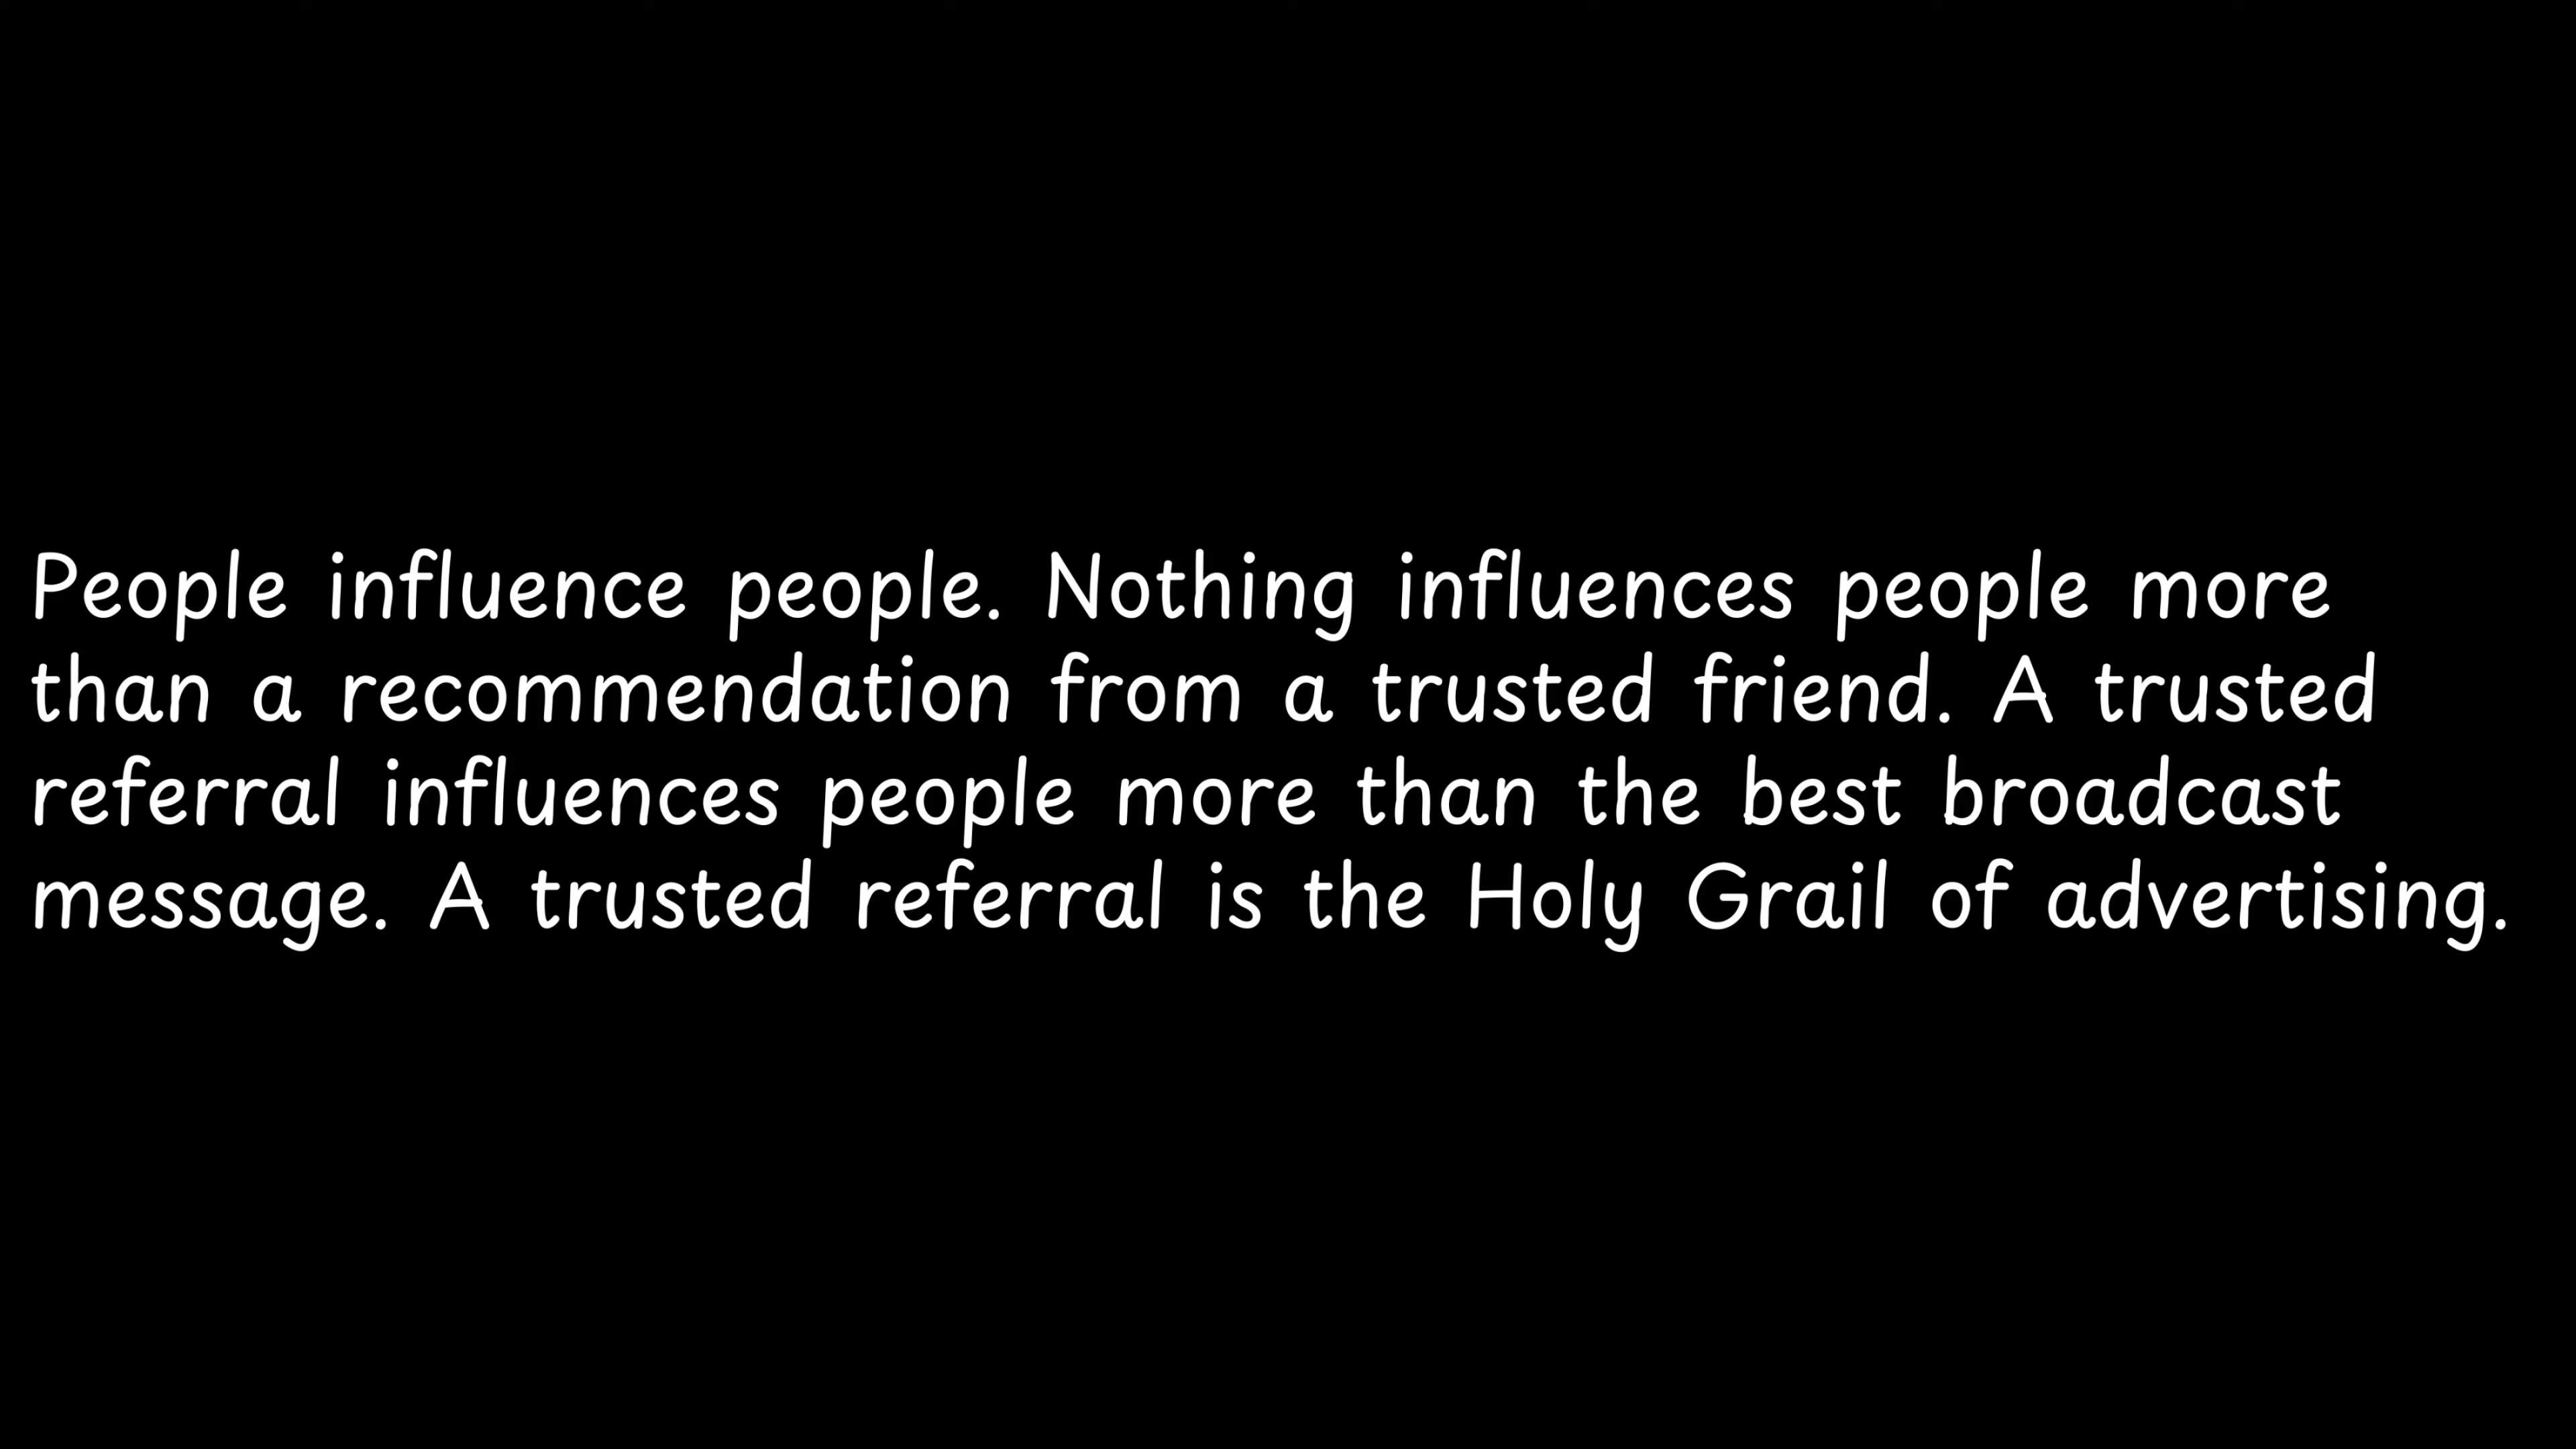 People influence people. Nothing influences people more
than a recommendation from a trusted friend. A trusted
referral influences people more than the best broadcast
message. A trusted referral is the Holy Grail of advertising.